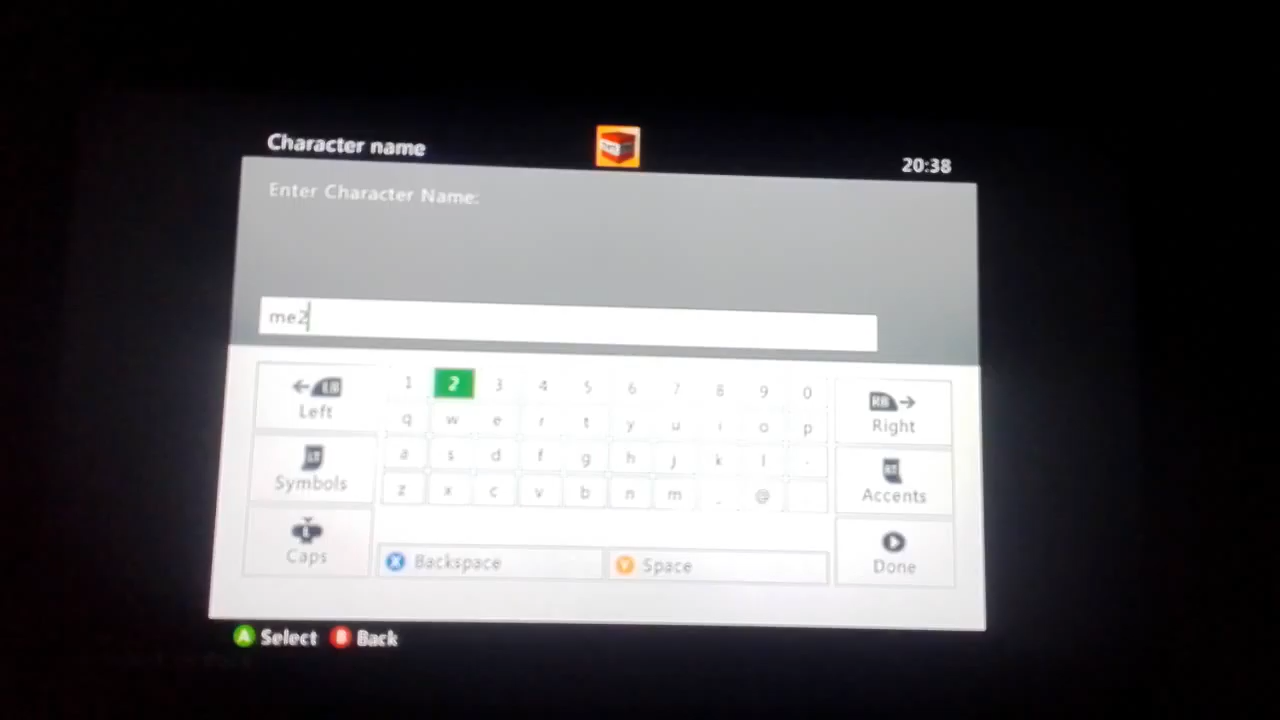 Character name
20:38
Enter Character Name:
me2
Left
1 2 3 4 5 6 7 8 9 0
RB
Right
q w e r t y u i o p
Symbols
a s d f g h j k l
Accents
z x c v b n m _ @
Caps
X Backspace
Y Space
Done
A Select B Back